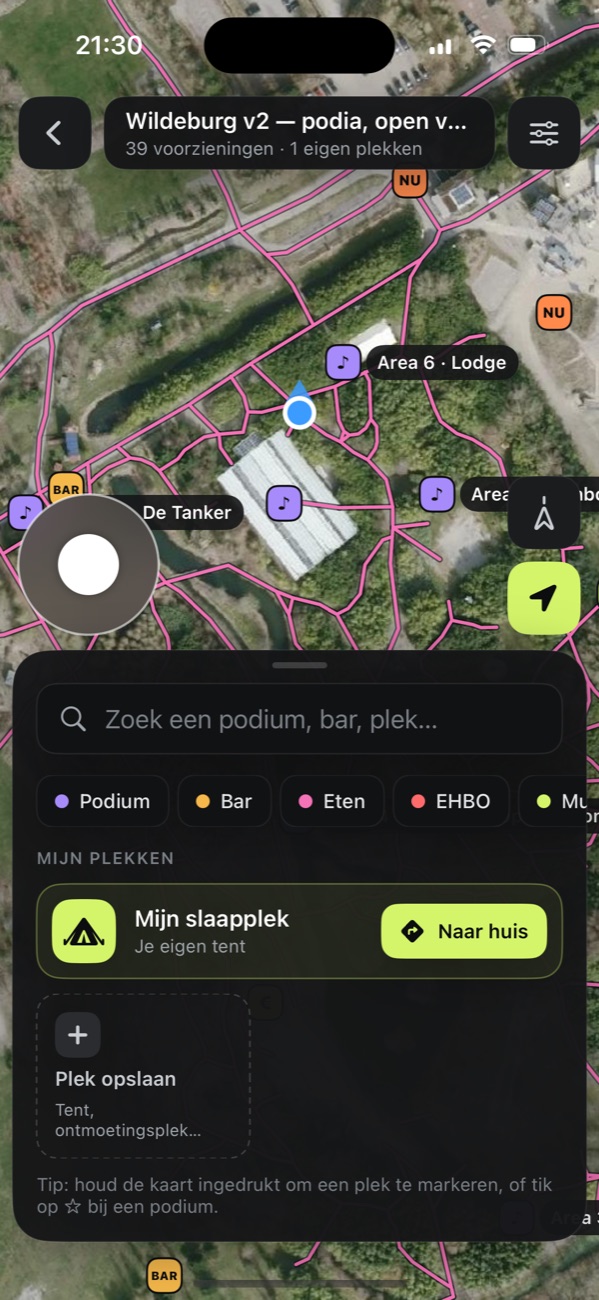 21:30
Wildeburg v2 — podia, open v...
39 voorzieningen · 1 eigen plekken
NU
NU
Area 6 · Lodge
BAR
De Tanker
Area
Zoek een podium, bar, plek...
Podium
Bar
Eten
EHBO
MIJN PLEKKEN
Mijn slaapplek
Je eigen tent
Naar huis
Plek opslaan
Tent,
ontmoetingsplek...
Tip: houd de kaart ingedrukt om een plek te markeren, of tik
op ☆ bij een podium.
BAR